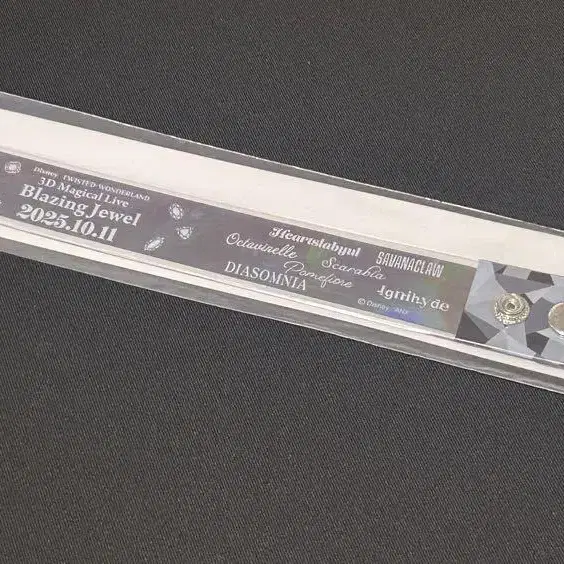 Disney TWISTED-WONDERLAND
3D Magical Live
Blazing Jewel
2025.10.11
Heartslabyul
SAVANACLAW
Octavinelle
Scarabia
Pomefiore
Ignihyde
DIASOMNIA
© Disney